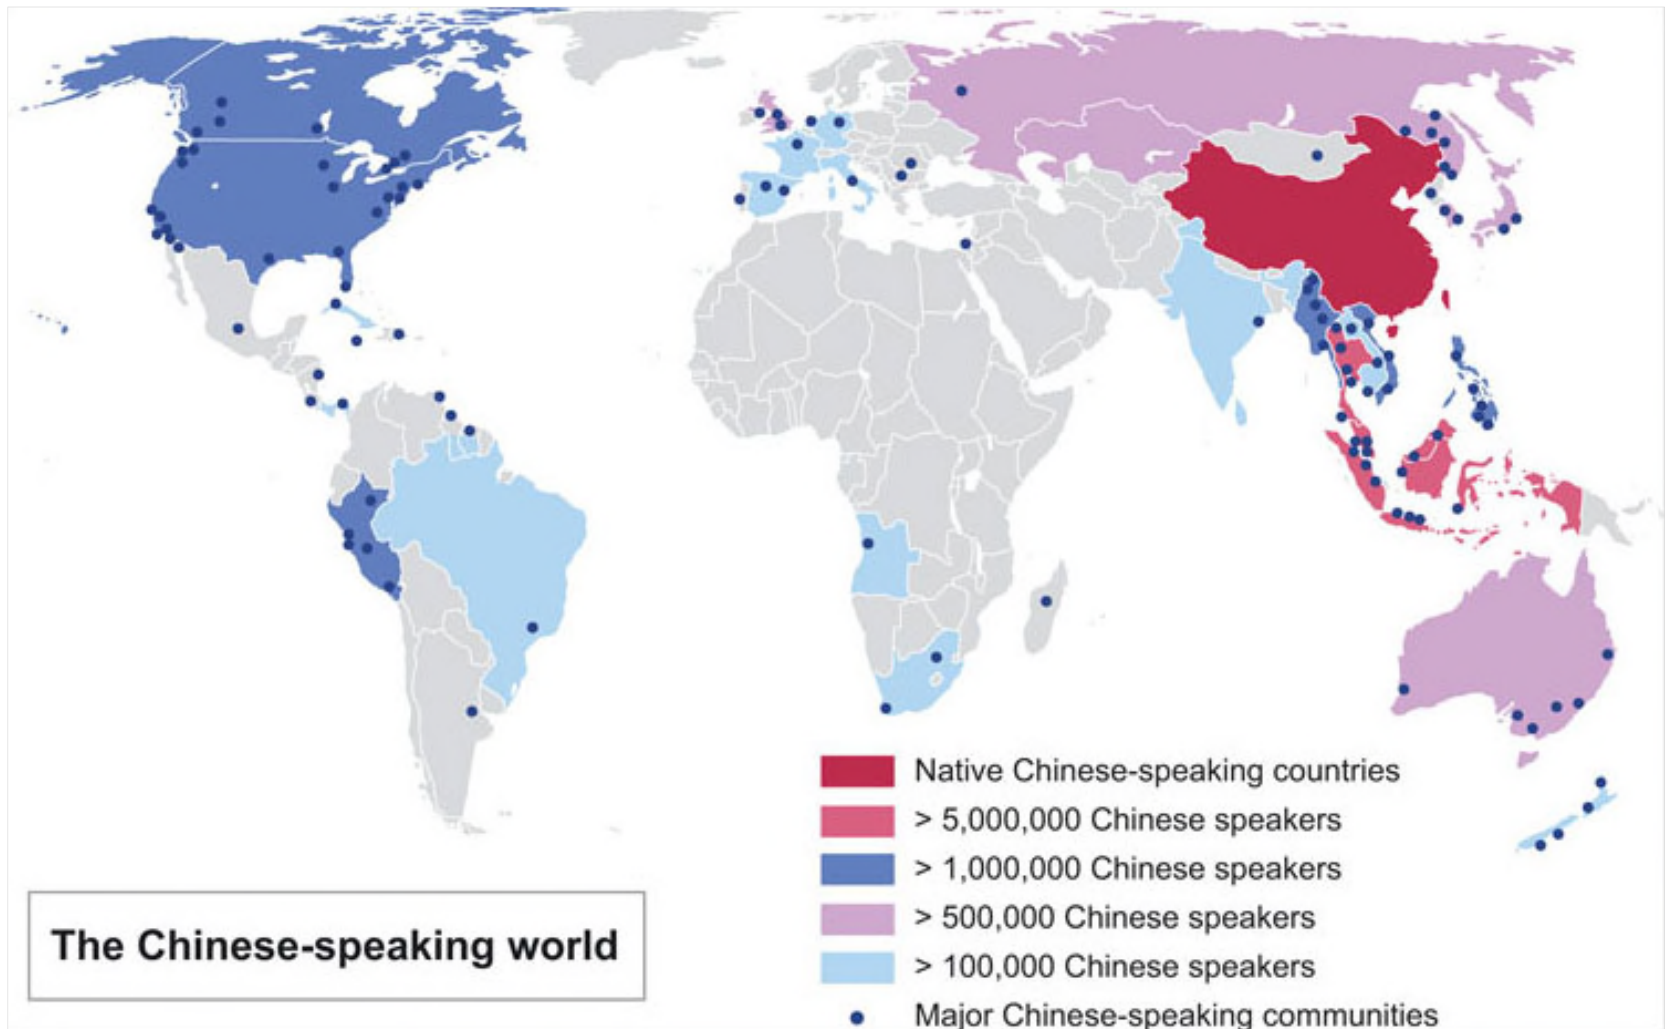 Native Chinese-speaking countries
> 5,000,000 Chinese speakers
> 1,000,000 Chinese speakers
> 500,000 Chinese speakers
> 100,000 Chinese speakers
Major Chinese-speaking communities
The Chinese-speaking world